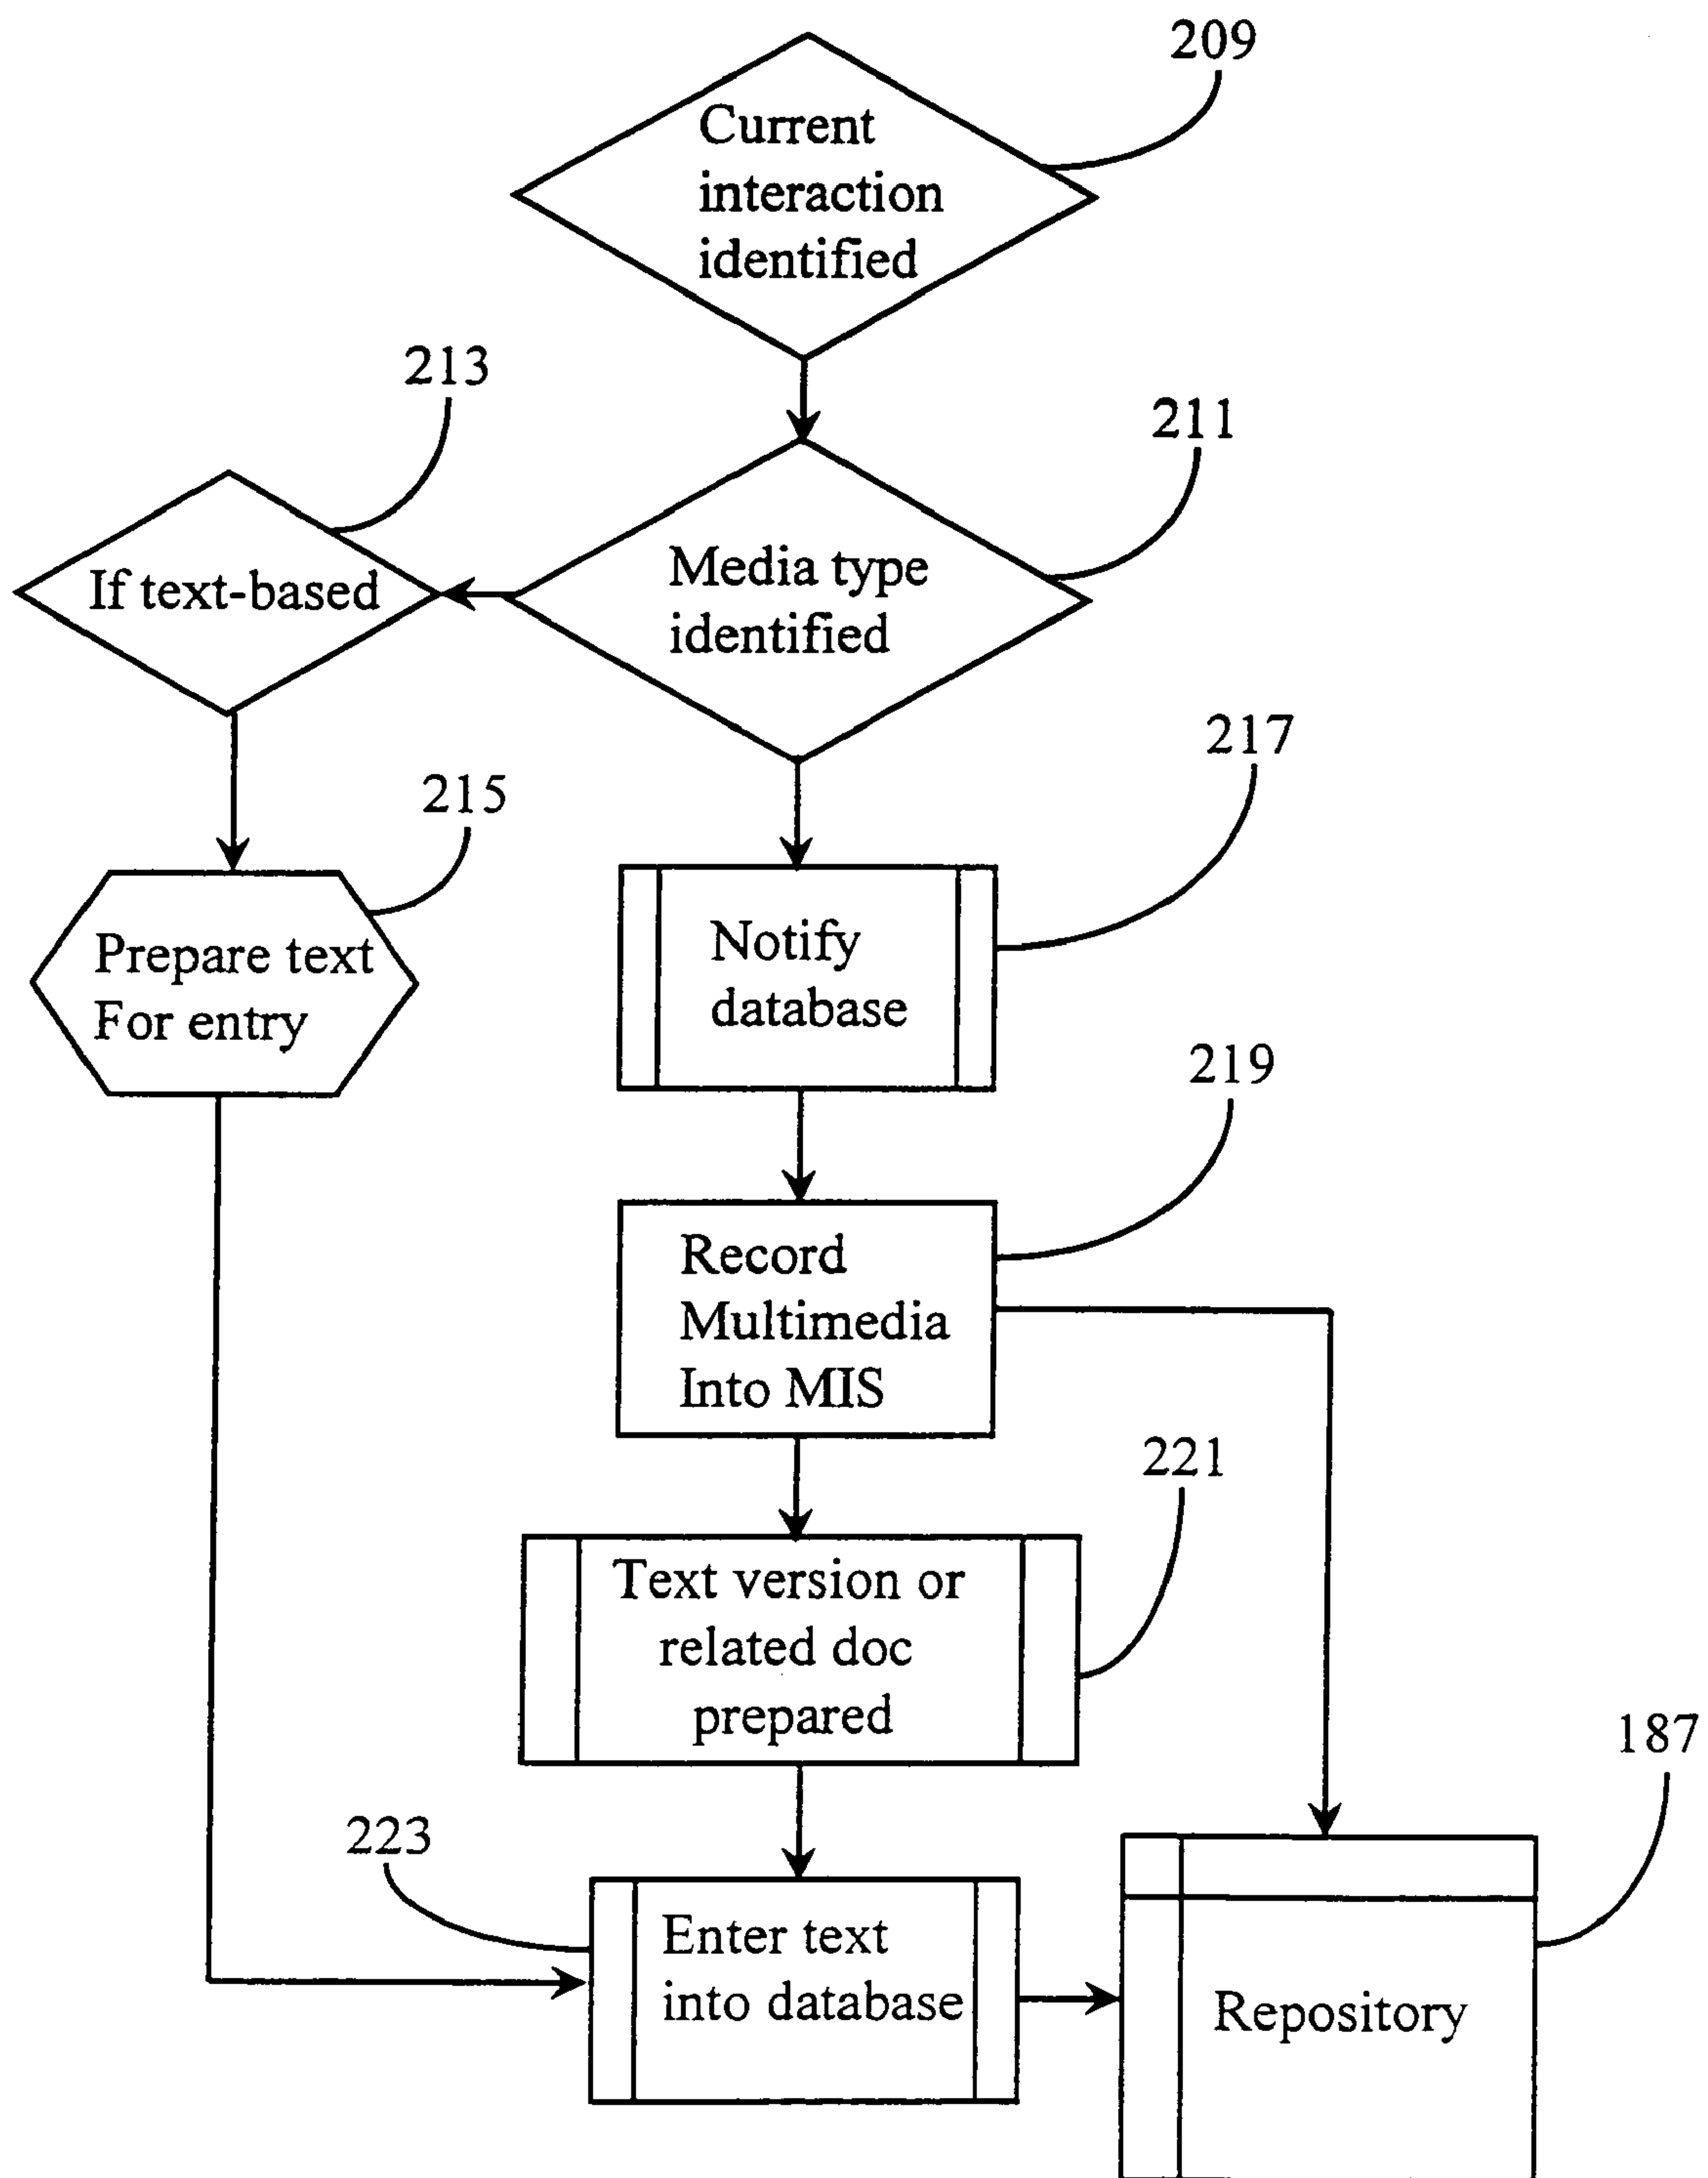 209
Current
interaction
identified
213
211
If text-based
Media type
identified
217
215
Prepare text
For entry
Notify
database
219
Record
Multimedia
Into MIS
221
Text version or
related doc
prepared
187
223
Enter text
into database
Repository